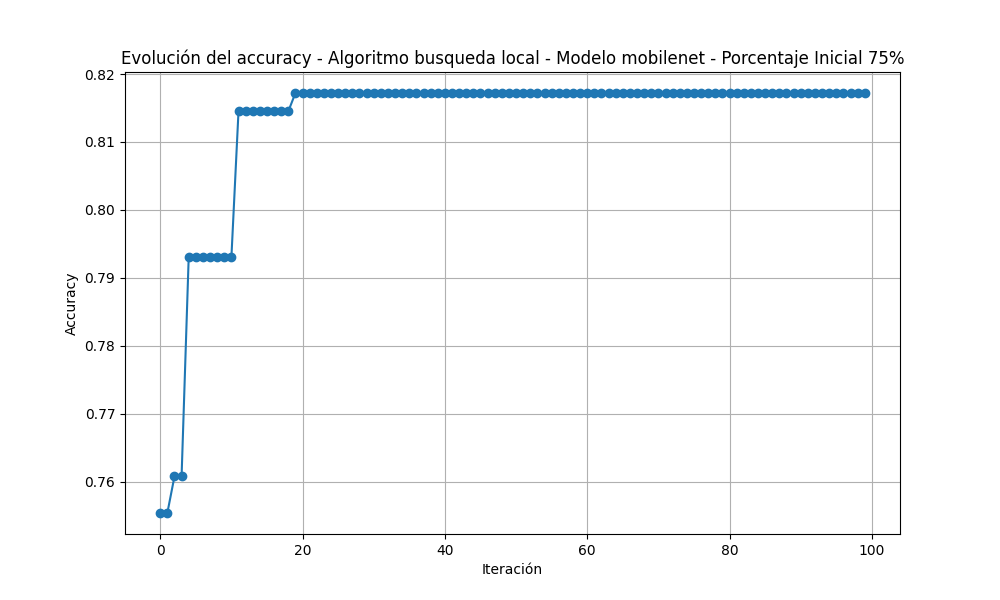 Evolución del accuracy - Algoritmo busqueda local - Modelo mobilenet - Porcentaje Inicial 75%
0.82
0.81
0.80
0.79
0.78
0.77
0.76
Accuracy
0 20 40 60 80 100
Iteración